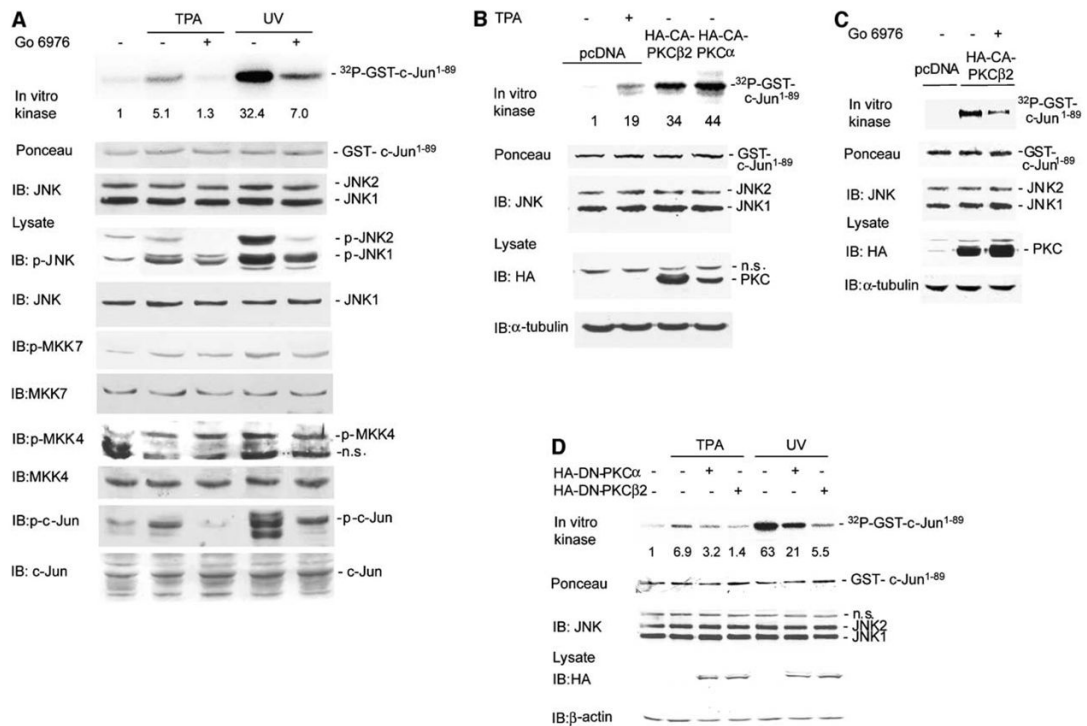 A
TPA UV
Go 6976 - - + - +
32P-GST-c-Jun1-89
In vitro
kinase
1 5.1 1.3 32.4 7.0
Ponceau GST- c-Jun1-89
IB: JNK JNK2
JNK1
Lysate
IB: p-JNK p-JNK2
p-JNK1
IB: JNK JNK1
IB:p-MKK7
IB:MKK7
IB:p-MKK4 -p-MKK4
-n.s.
IB:MKK4
IB:p-c-Jun - p-c-Jun
IB: c-Jun - c-Jun
B
TPA - +
pcDNA HA-CA-
PKCβ2 HA-CA-
PKCα
In vitro
kinase
32P-GST-
c-Jun1-89
1 19 34 44
Ponceau GST-
c-Jun1-89
IB: JNK JNK2
JNK1
Lysate
IB: HA n.s.
PKC
IB:α-tubulin
C
Go 6976 - - +
pcDNA HA-CA-
PKCβ2
In vitro
kinase
32P-GST-
c-Jun1-89
Ponceau GST-
c-Jun1-89
IB: JNK JNK2
JNK1
Lysate
IB: HA - PKC
IB:α-tubulin
D
TPA UV
HA-DN-PKCα - - + - - + -
HA-DN-PKCβ2 - - - + - - +
In vitro
kinase
32P-GST-c-Jun1-89
1 6.9 3.2 1.4 63 21 5.5
Ponceau GST- c-Jun1-89
IB: JNK n.s.
JNK2
JNK1
Lysate
IB:HA
IB:β-actin